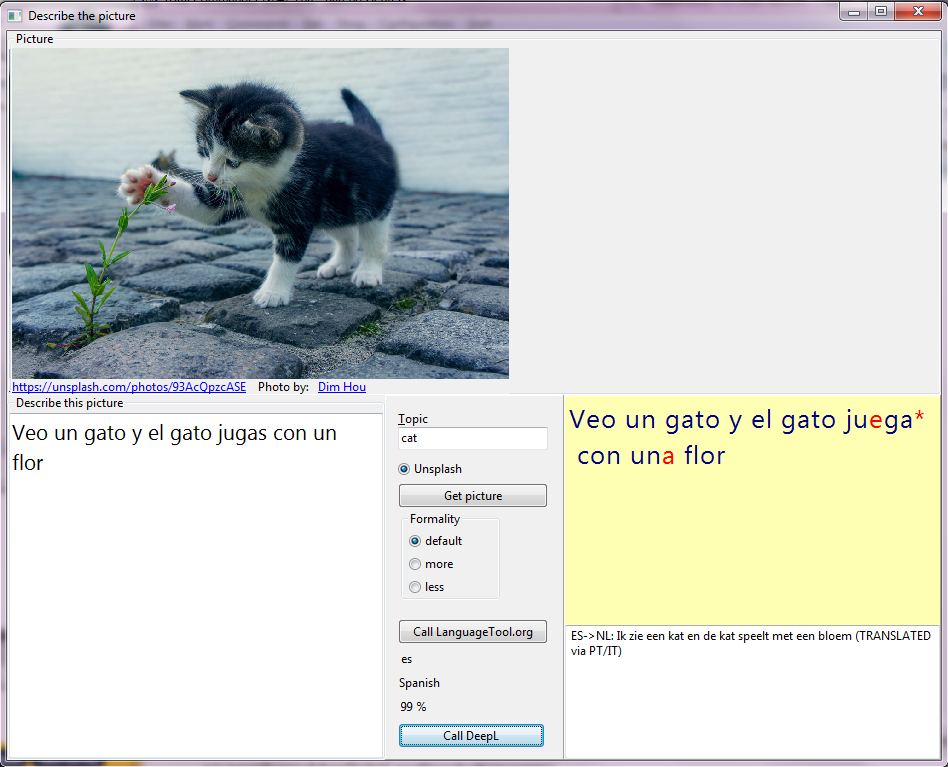 Describe the picture
Picture
https://unsplash.com/photos/93AcQpzcASE Photo by: Dim Hou
Describe this picture
Veo un gato y el gato jugas con un
flor
Topic
cat
Unsplash
Get picture
Formality
default
more
less
Call LanguageTool.org
es
Spanish
99 %
Call DeepL
Veo un gato y el gato juega*
con una flor
ES->NL: Ik zie een kat en de kat speelt met een bloem (TRANSLATED
via PT/IT)